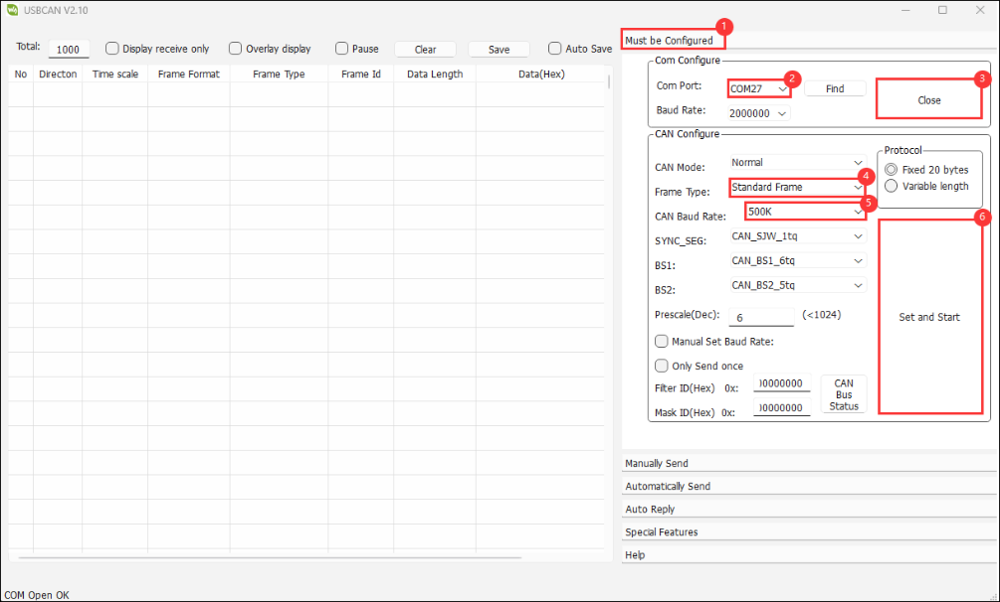 USBCAN V2.10
Total: 1000 Display receive only Overlay display Pause Clear Save Auto Save
No Directon Time scale Frame Format Frame Type Frame Id Data Length Data(Hex)
1
Must be Configured
Com Configure
2
3
Com Port: COM27 Find Close
Baud Rate: 2000000
CAN Configure
Protocol
CAN Mode: Normal
Fixed 20 bytes
4
Frame Type: Standard Frame
Variable length
5
CAN Baud Rate: 500K
6
SYNC_SEG: CAN_SJW_1tq
BS1: CAN_BS1_6tq
BS2: CAN_BS2_5tq
Prescale(Dec): 6 (<1024) Set and Start
Manual Set Baud Rate:
Only Send once
Filter ID(Hex) 0x: 00000000
Mask ID(Hex) 0x: 00000000
CAN
Bus
Status
Manually Send
Automatically Send
Auto Reply
Special Features
Help
COM Open OK